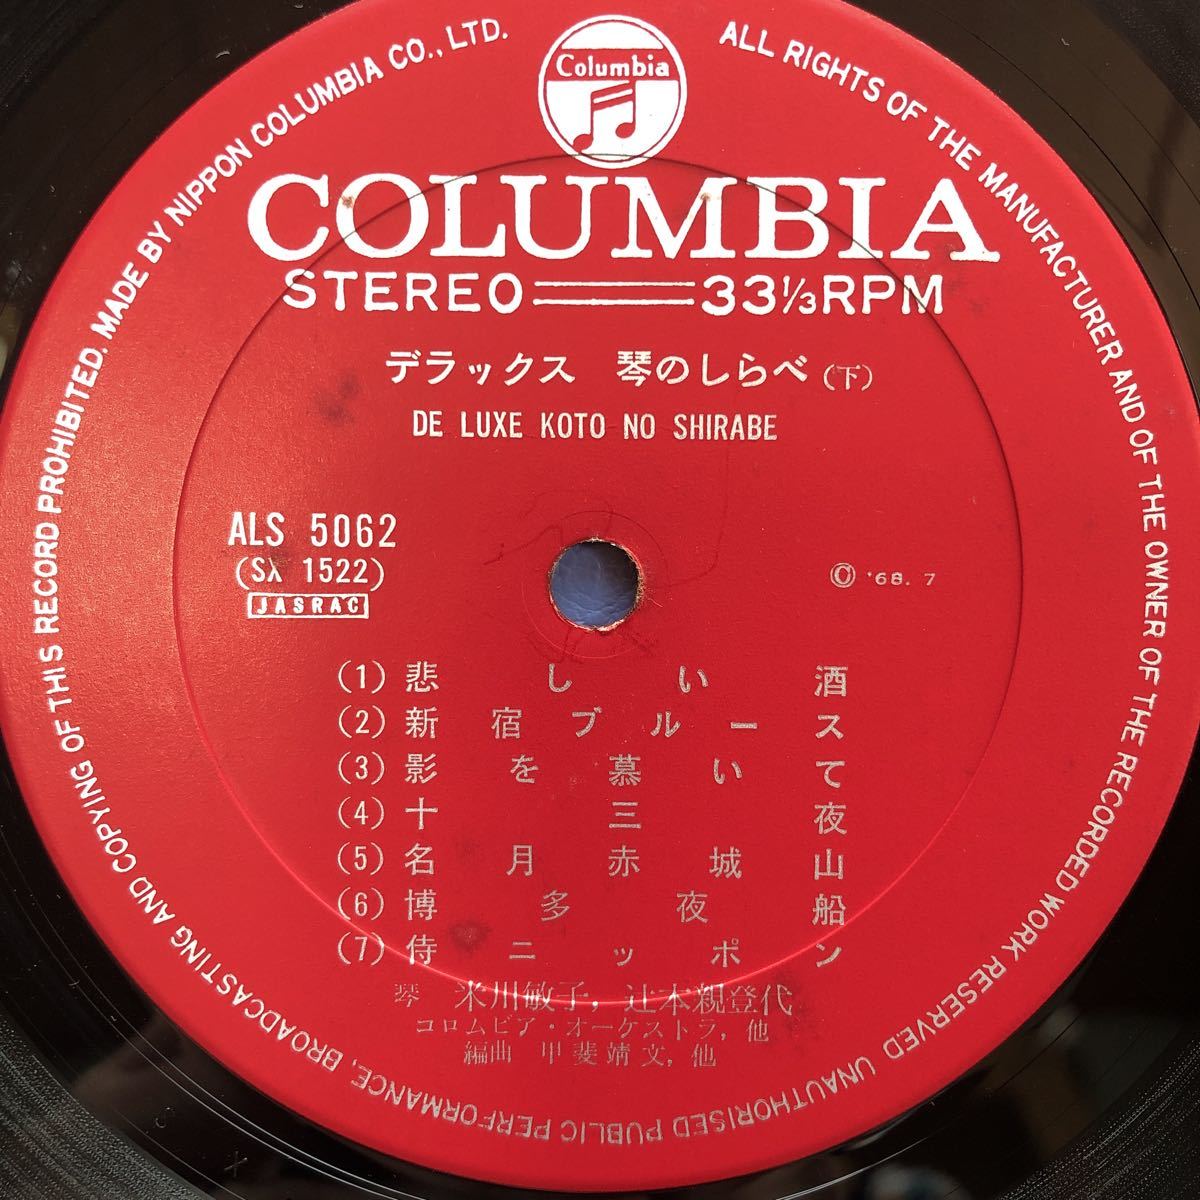 COPYING OF THIS RECORD PROHIBITED. MADE BY NIPPON COLUMBIA CO., LTD.
ALL RIGHTS OF THE MANUFACTURER AND OF THE OWNER OF THE RECORDED WORK RESERVED. UNAUTHORISED PUBLIC PERFORMANCE, BROADCASTING AND
Columbia
COLUMBIA
STEREO 33⅓RPM
デラックス 琴のしらべ(下)
DE LUXE KOTO NO SHIRABE
ALS 5062
(SX 1522)
JASRAC
© '68. 7
(1) 悲しい酒
(2) 新宿ブルース
(3) 影を慕いて
(4) 十三夜
(5) 名月赤城山
(6) 博多夜船
(7) 侍ニッポン
琴 米川敏子, 辻本親登代
コロムビア・オーケストラ, 他
編曲 甲斐靖文, 他